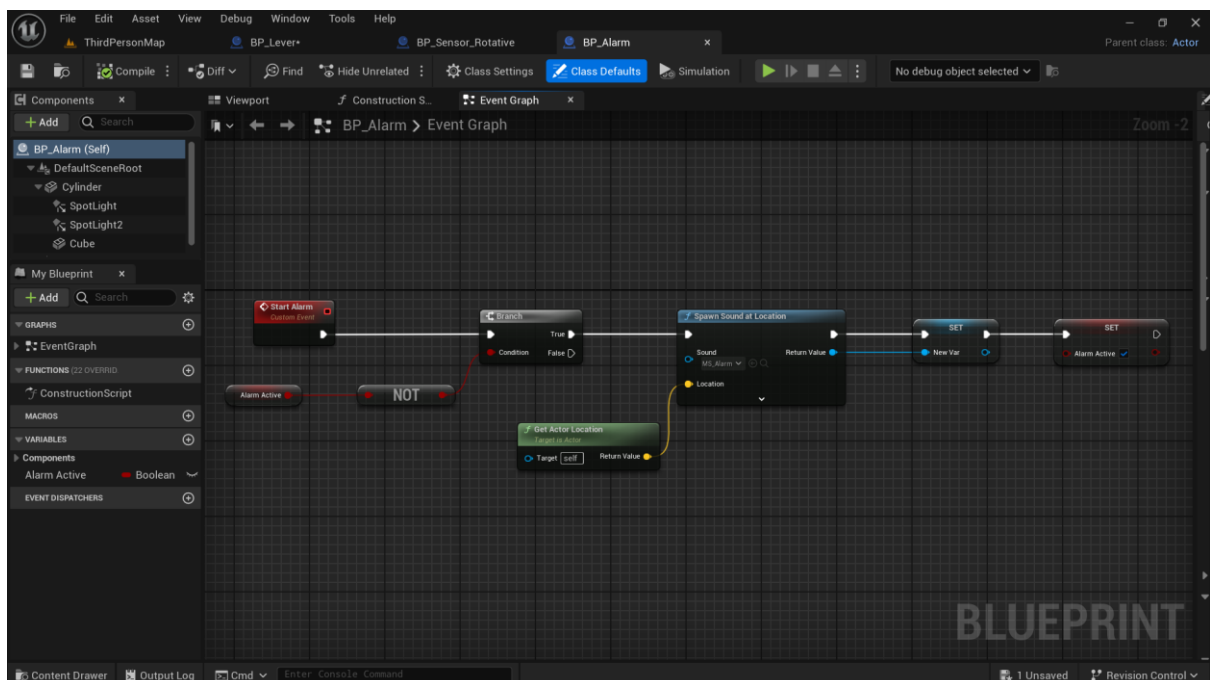 File Edit Asset View Debug Window Tools Help
ThirdPersonMap BP_Lever• BP_Sensor_Rotative BP_Alarm × Parent class: Actor
Compile Diff Find Hide Unrelated Class Settings Class Defaults Simulation No debug object selected
Components × Viewport f Construction S... Event Graph ×
+ Add Search BP_Alarm > Event Graph Zoom -2
BP_Alarm (Self)
DefaultSceneRoot
Cylinder
SpotLight
SpotLight2
Cube
My Blueprint ×
+ Add Search
GRAPHS
EventGraph
FUNCTIONS (22 OVERRID
ConstructionScript
MACROS
VARIABLES
Components
Alarm Active Boolean
EVENT DISPATCHERS
Start Alarm
Custom Event
Alarm Active
NOT
Branch
True
Condition False
f Get Actor Location
Target is Actor
Target self Return Value
f Spawn Sound at Location
Sound Return Value
MS_Alarm
Location
SET
New Var
SET
Alarm Active
BLUEPRINT
Content Drawer Output Log Cmd Enter Console Command 1 Unsaved Revision Control